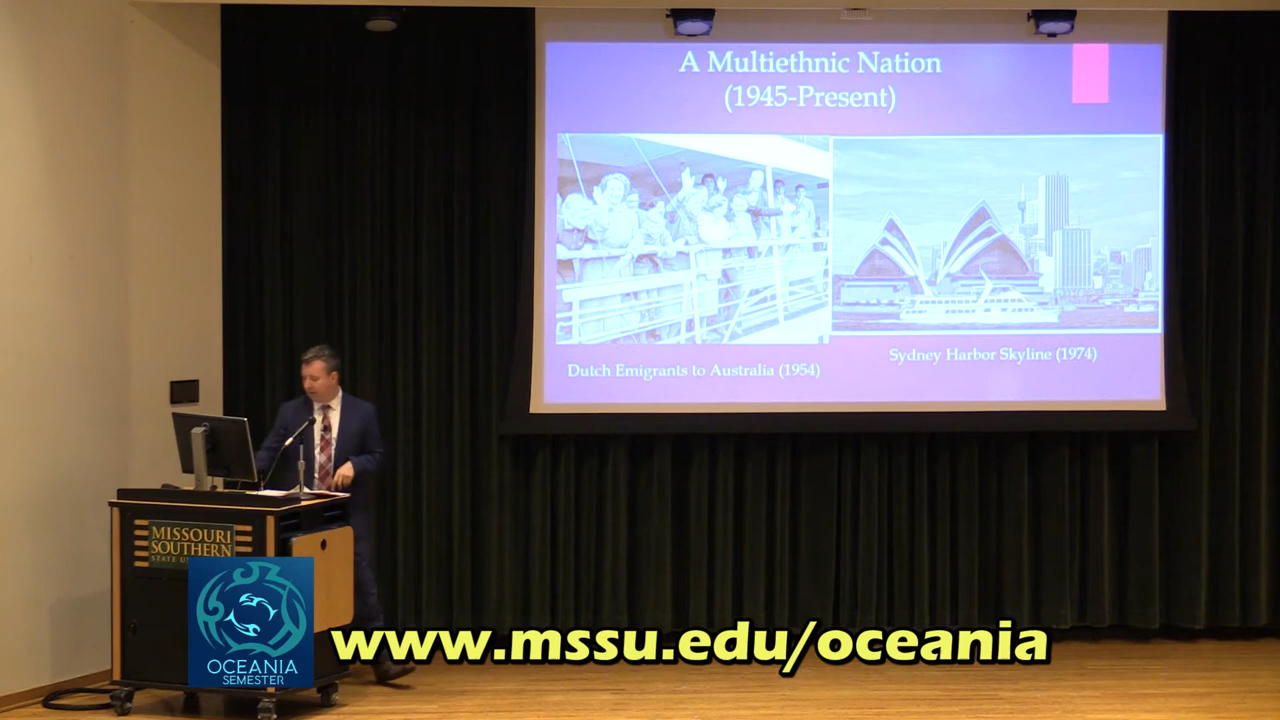 A Multiethnic Nation
(1945-Present)
Dutch Emigrants to Australia (1954)
Sydney Harbor Skyline (1974)
MISSOURI
SOUTHERN
STATE
OCEANIA
SEMESTER
www.mssu.edu/oceania